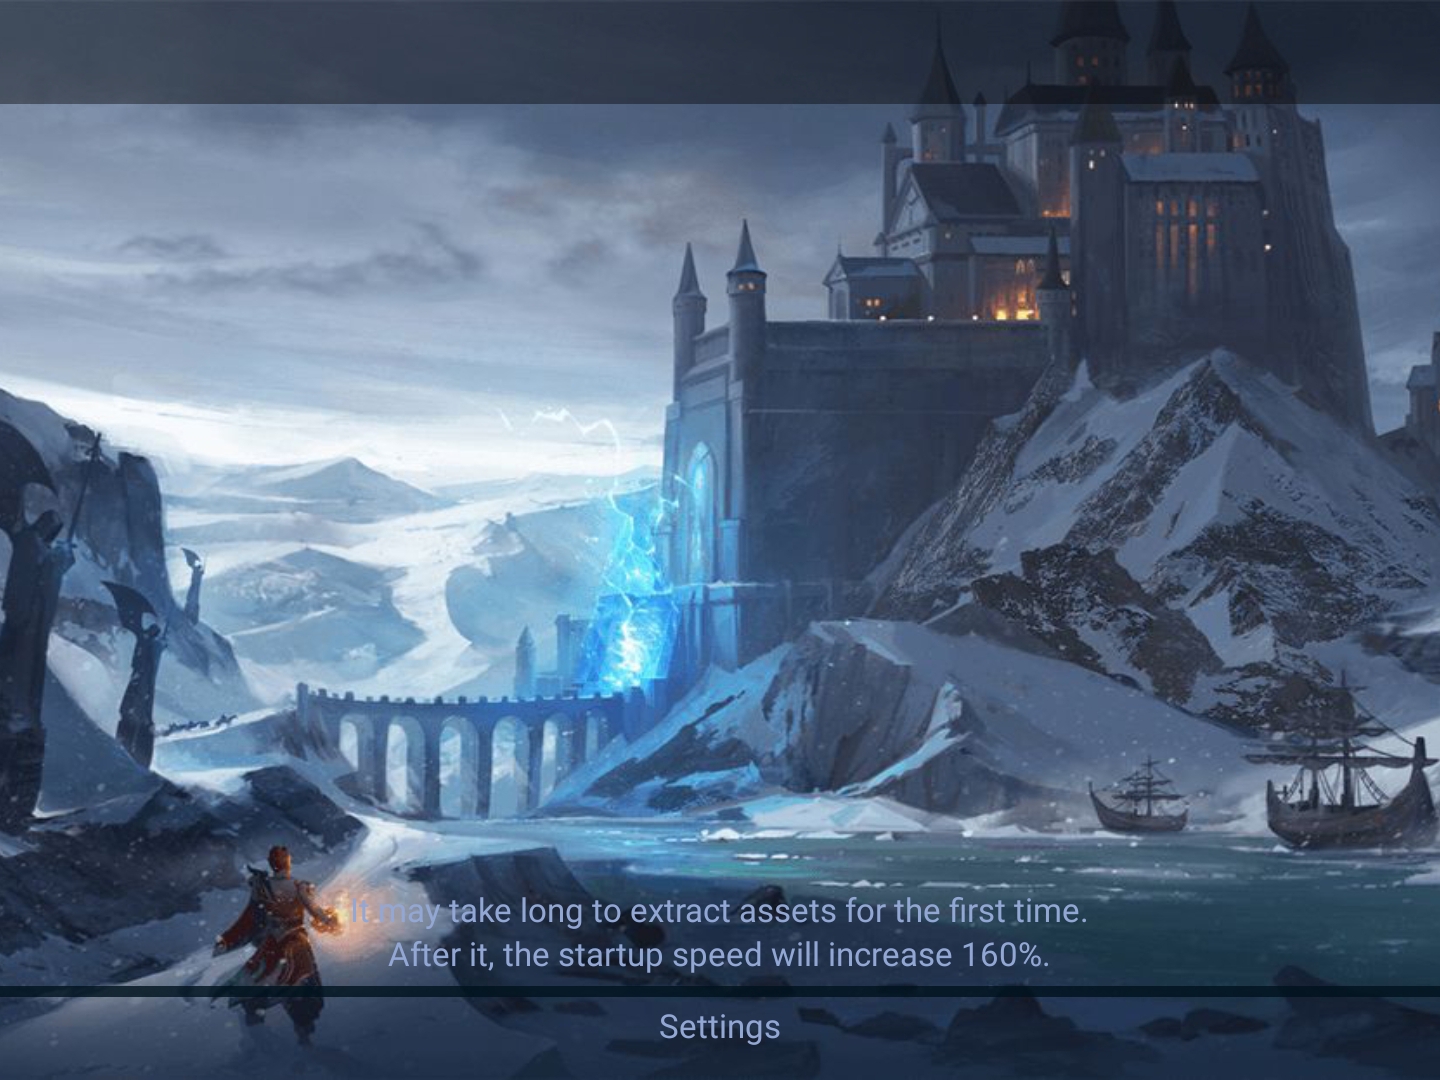 It may take long to extract assets for the first time.
After it, the startup speed will increase 160%.
Settings